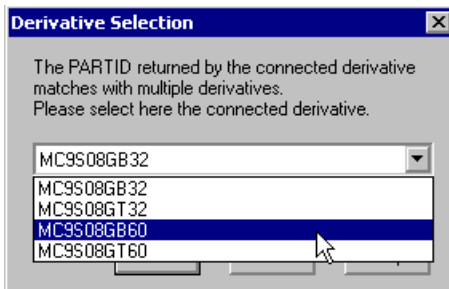 Derivative Selection
The PARTID returned by the connected derivative
matches with multiple derivatives.
Please select here the connected derivative.
MC9S08GB32
MC9S08GB32
MC9S08GT32
MC9S08GB60
MC9S08GT60